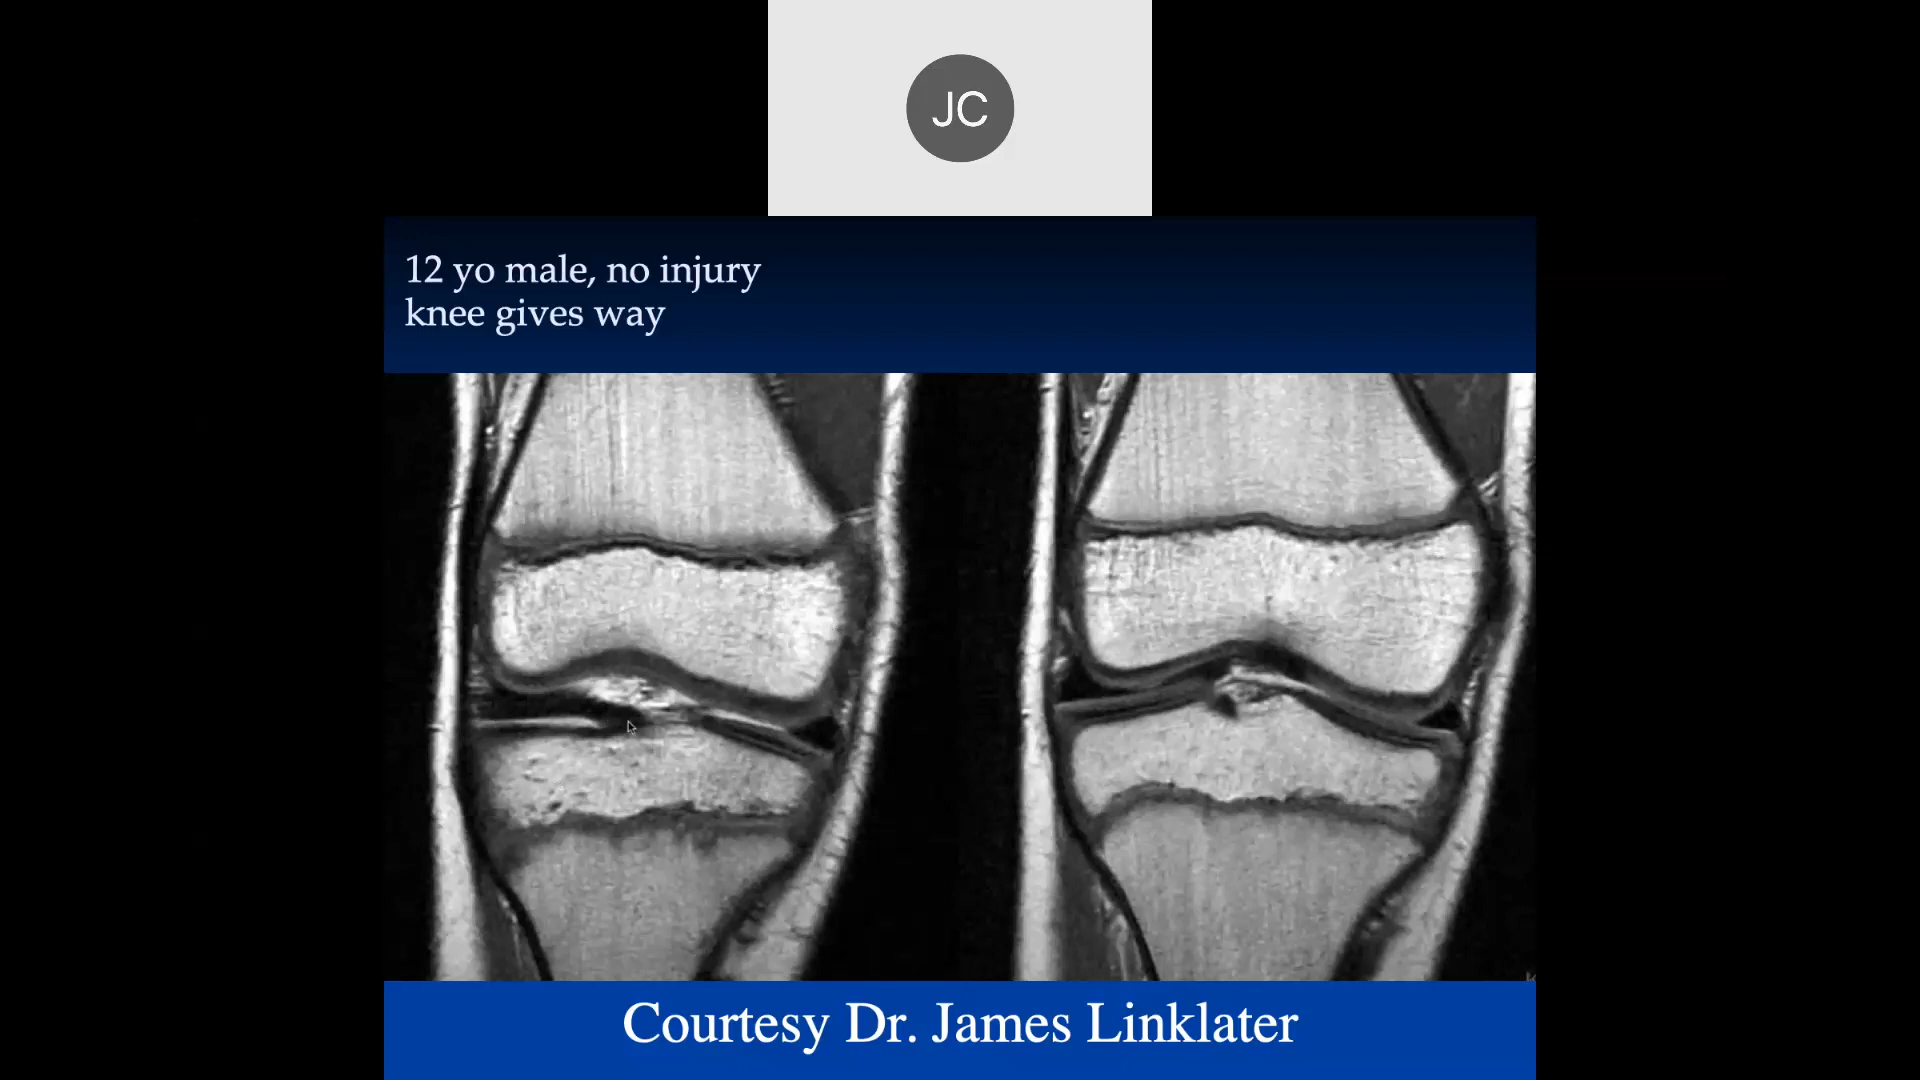 JC
12 yo male, no injury
knee gives way
Courtesy Dr. James Linklater